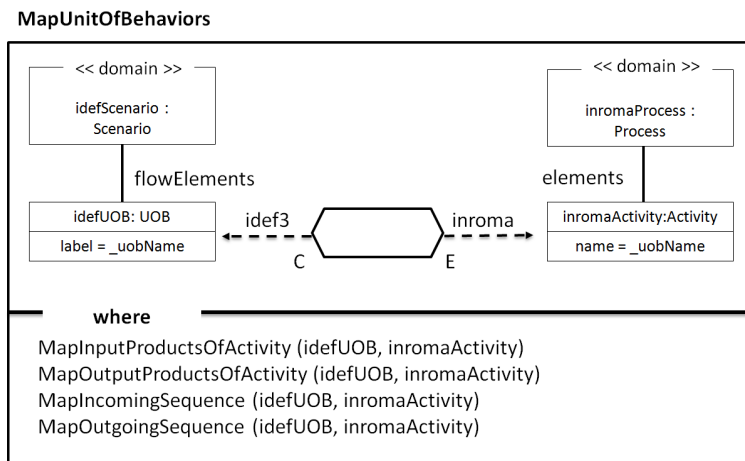 MapUnitOfBehaviors
<< domain >>
idefScenario :
Scenario
flowElements
idefUOB: UOB
label = _uobName
idef3
C
inroma
E
<< domain >>
inromaProcess :
Process
elements
inromaActivity:Activity
name = _uobName
where
MapInputProductsOfActivity (idefUOB, inromaActivity)
MapOutputProductsOfActivity (idefUOB, inromaActivity)
MapIncomingSequence (idefUOB, inromaActivity)
MapOutgoingSequence (idefUOB, inromaActivity)